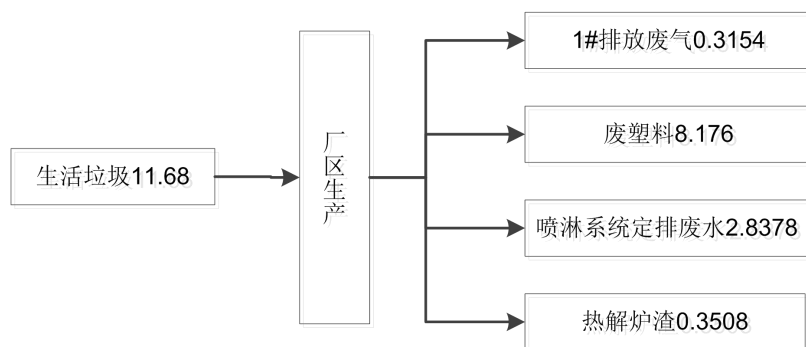 1#排放废气0.3154
废塑料8.176
生活垃圾11.68
厂区生产
喷淋系统定排废水2.8378
热解炉渣0.3508